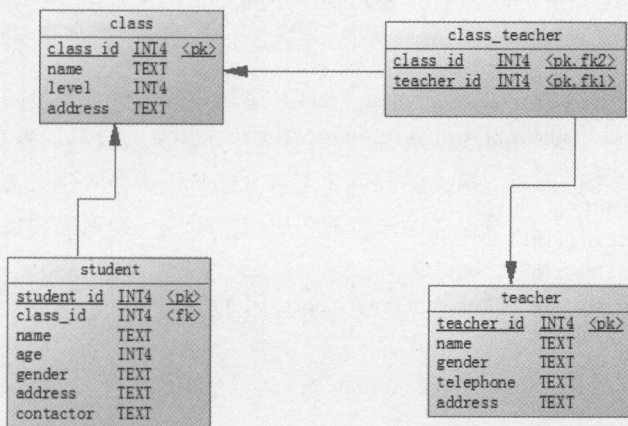 class
class_id INT4 <pk>
name TEXT
level INT4
address TEXT
class_teacher
class_id INT4 <pk,fk2>
teacher_id INT4 <pk,fk1>
student
student_id INT4 <pk>
class_id INT4 <fk>
name TEXT
age INT4
gender TEXT
address TEXT
contactor TEXT
teacher
teacher_id INT4 <pk>
name TEXT
gender TEXT
telephone TEXT
address TEXT